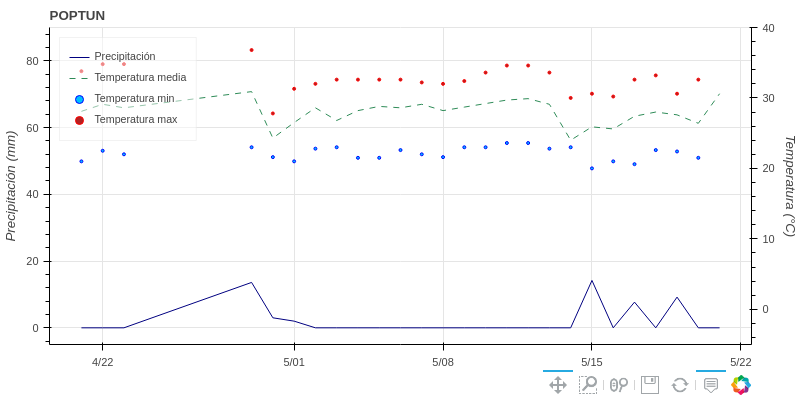 POPTUN
Precipitación
Temperatura media
Temperatura min
Temperatura max
Precipitación (mm)
80
60
40
20
0
Temperatura (°C)
40
30
20
10
0
4/22
5/01
5/08
5/15
5/22